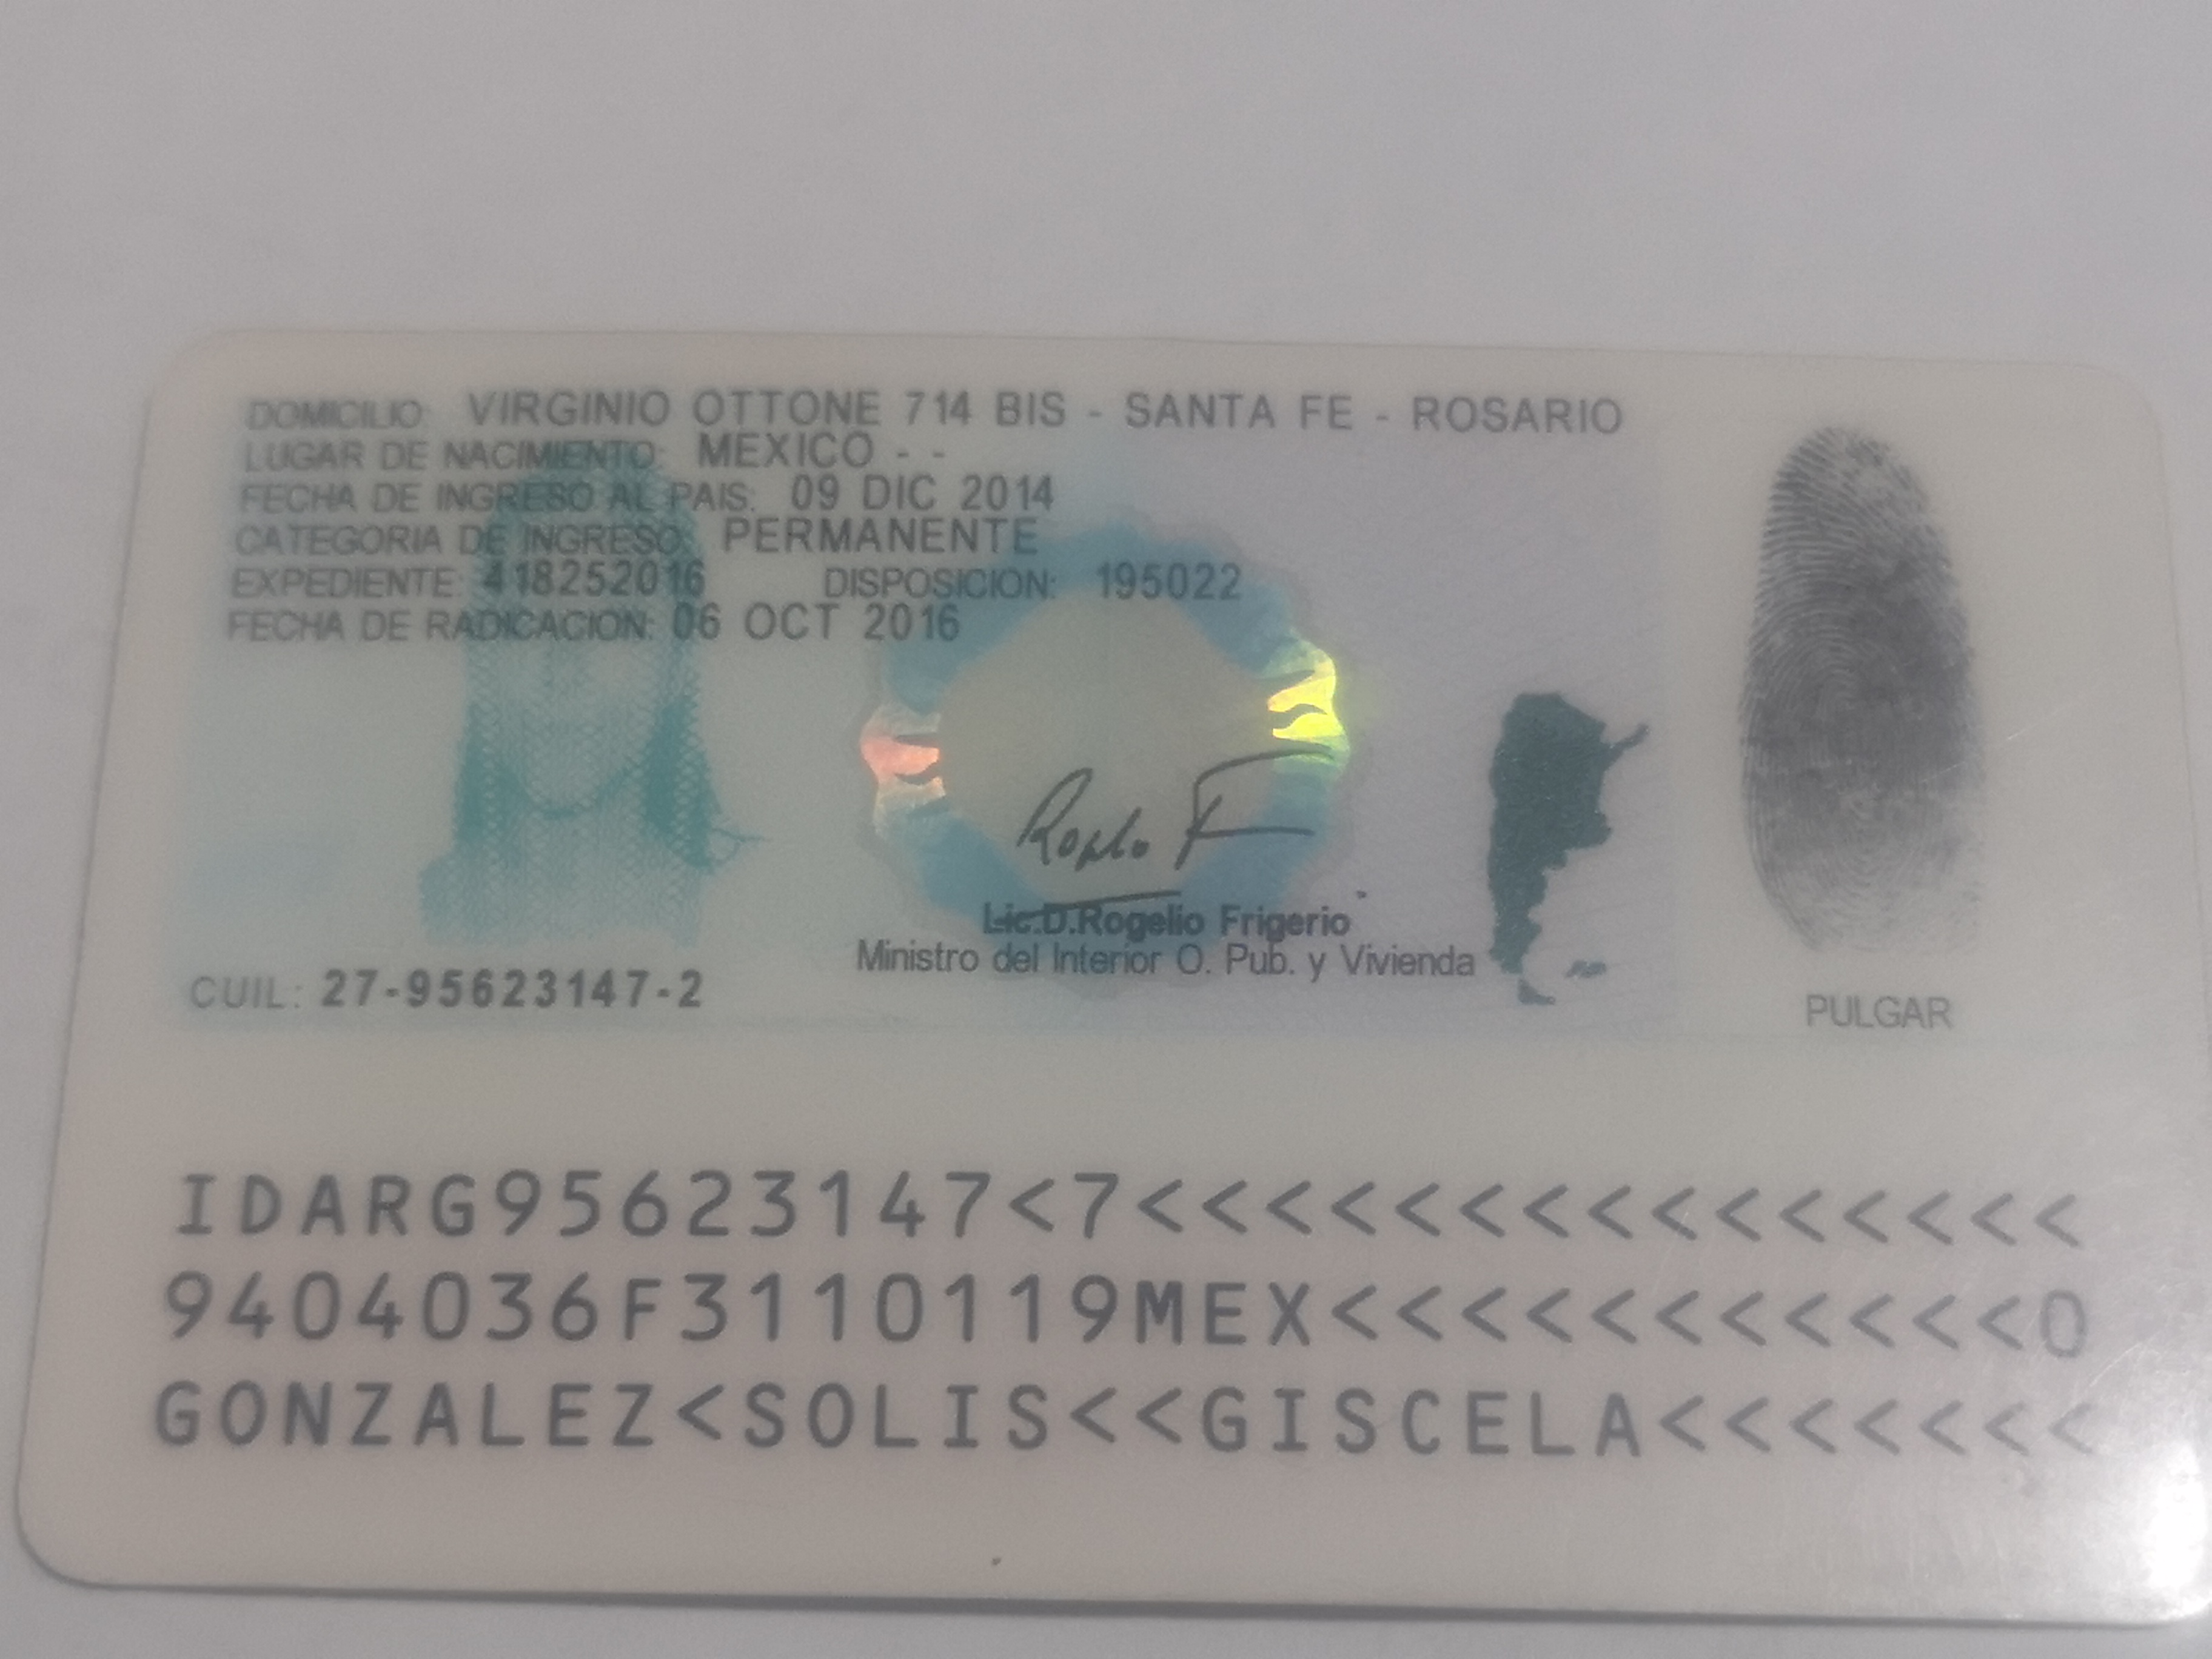 DOMICILIO: VIRGINIO OTTONE 714 BIS - SANTA FE - ROSARIO
LUGAR DE NACIMIENTO: MEXICO - -
FECHA DE INGRESO AL PAIS: 09 DIC 2014
CATEGORIA DE INGRESO: PERMANENTE
EXPEDIENTE: 418252016 DISPOSICION: 195022
FECHA DE RADICACION: 06 OCT 2016
Lic.D.Rogelio Frigerio
Ministro del Interior O. Pub. y Vivienda
CUIL: 27-95623147-2
PULGAR
IDARG95623147<7<<<<<<<<<<<<<<<
9404036F3110119MEX<<<<<<<<<<<0
GONZALEZ<SOLIS<<GISCELA<<<<<<<